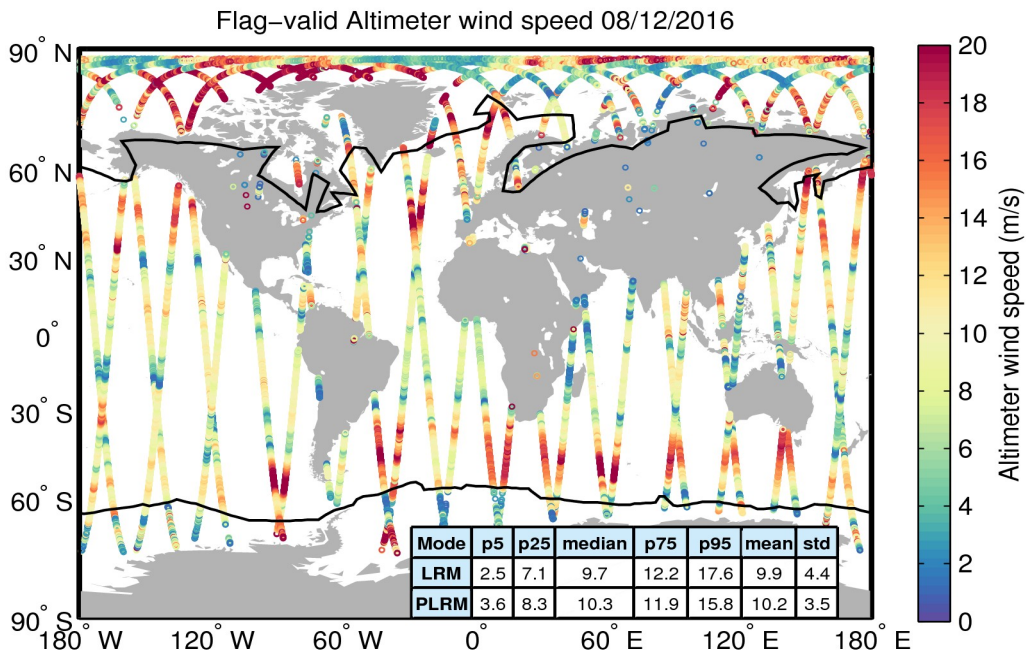 Flag−valid Altimeter wind speed 08/12/2016
90° N
60° N
30° N
0°
30° S
60° S
90° S
180° W
120° W
60° W
0°
60° E
120° E
180° E
Mode p5 p25 median p75 p95 mean std
LRM 2.5 7.1 9.7 12.2 17.6 9.9 4.4
PLRM 3.6 8.3 10.3 11.9 15.8 10.2 3.5
20
18
16
14
12
10
8
6
4
2
0
Altimeter wind speed (m/s)